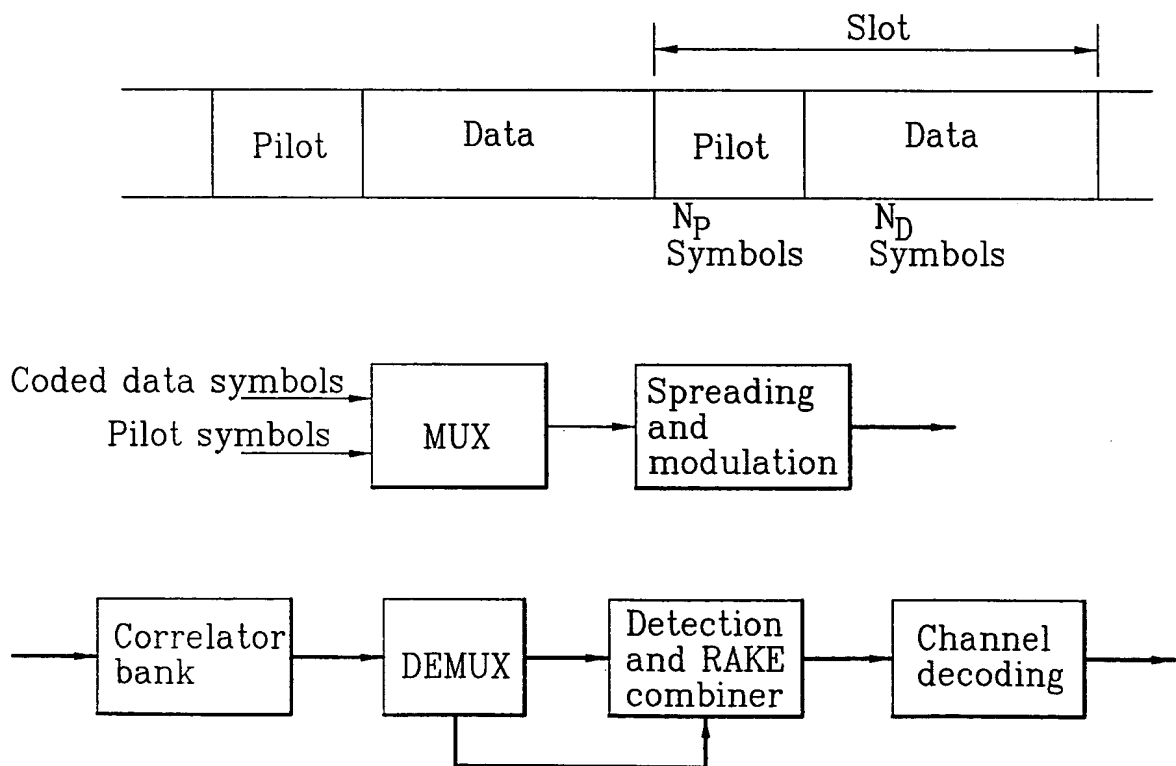 Slot
Pilot
Data
Pilot
Data
N_P
Symbols
N_D
Symbols
Coded data symbols
Pilot symbols
MUX
Spreading
and
modulation
Correlator
bank
DEMUX
Detection
and RAKE
combiner
Channel
decoding